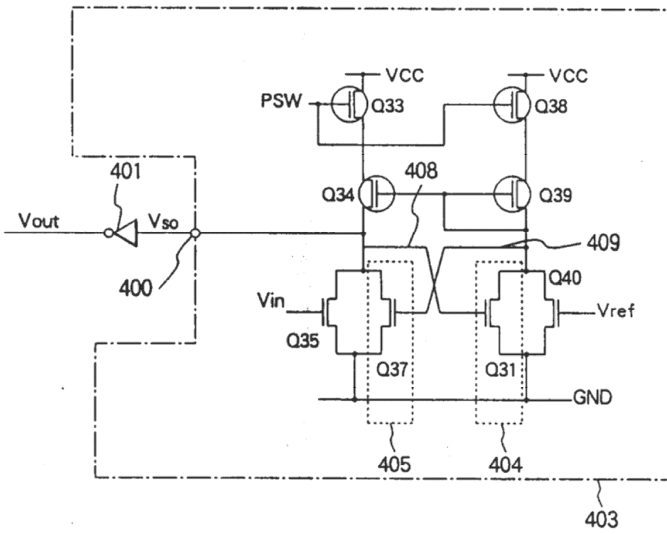 VCC VCC
PSW Q33 Q38
401 Q34 408 Q39
Vout Vso
400 409
Vin Q40
Vref
Q35 Q37 Q31
GND
405 404
403